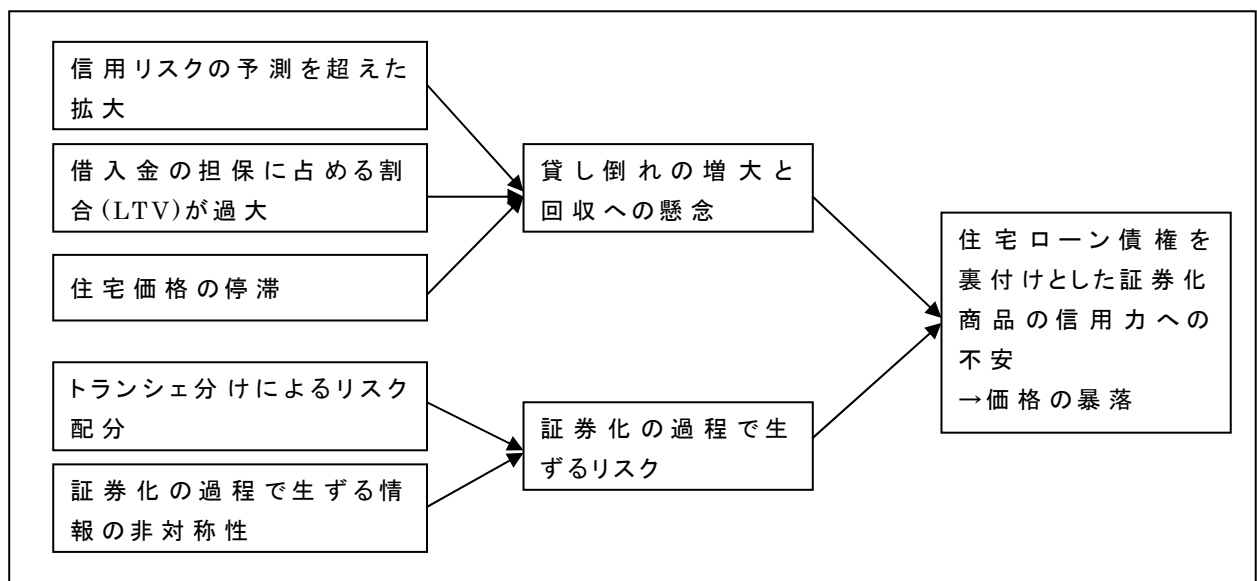 信用リスクの予測を超えた
拡大
借入金の担保に占める割
合(LTV)が過大
住宅価格の停滞
トランシェ分けによるリスク
配分
証券化の過程で生ずる情
報の非対称性
貸し倒れの増大と
回収への懸念
証券化の過程で生
ずるリスク
住宅ローン債権を
裏付けとした証券化
商品の信用力への
不安
→価格の暴落